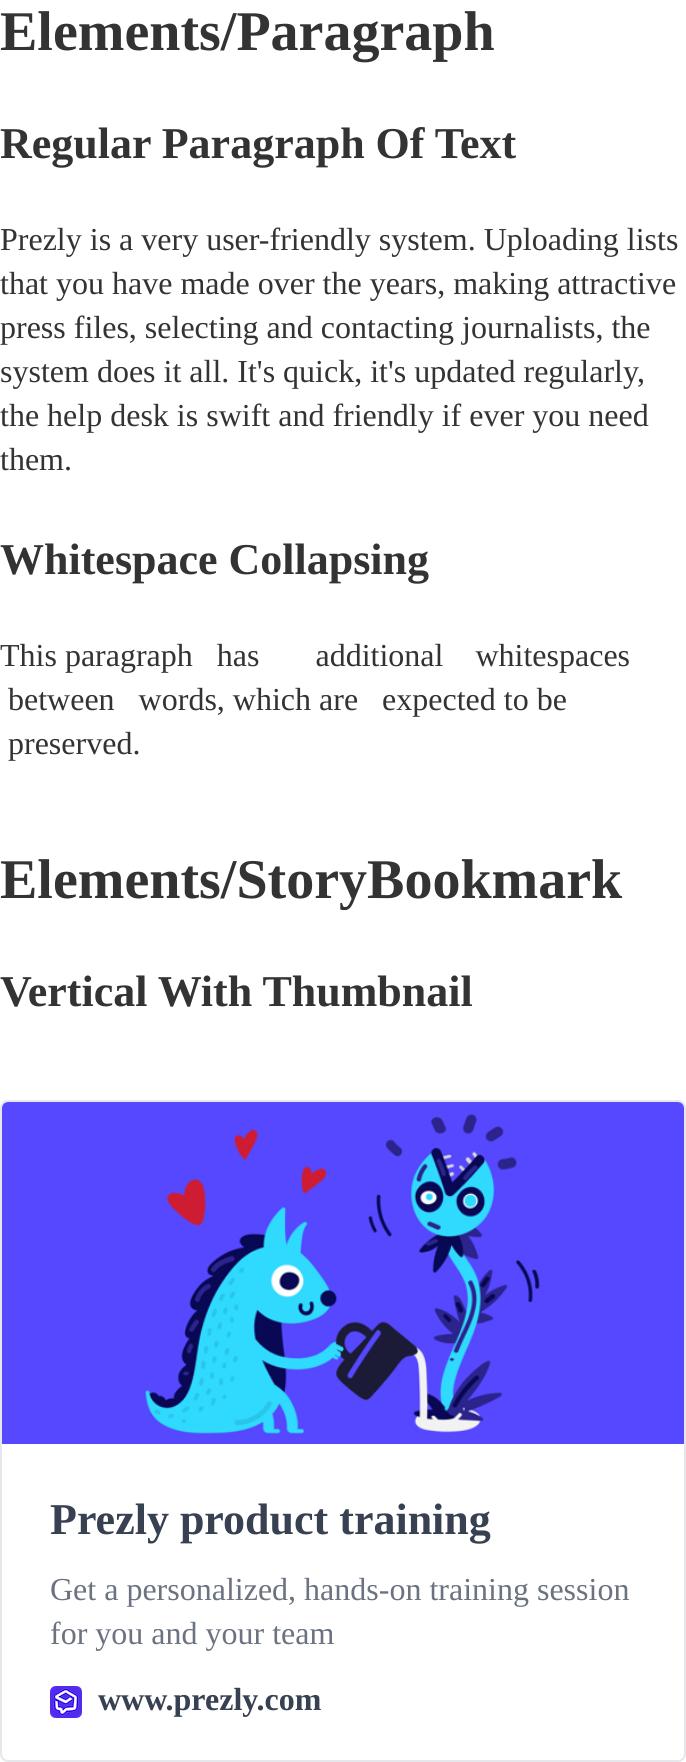 Elements/Paragraph
Regular Paragraph Of Text
Prezly is a very user-friendly system. Uploading lists
that you have made over the years, making attractive
press files, selecting and contacting journalists, the
system does it all. It's quick, it's updated regularly,
the help desk is swift and friendly if ever you need
them.
Whitespace Collapsing
This paragraph   has       additional    whitespaces
 between   words, which are   expected to be
 preserved.
Elements/StoryBookmark
Vertical With Thumbnail
Prezly product training
Get a personalized, hands-on training session
for you and your team
www.prezly.com